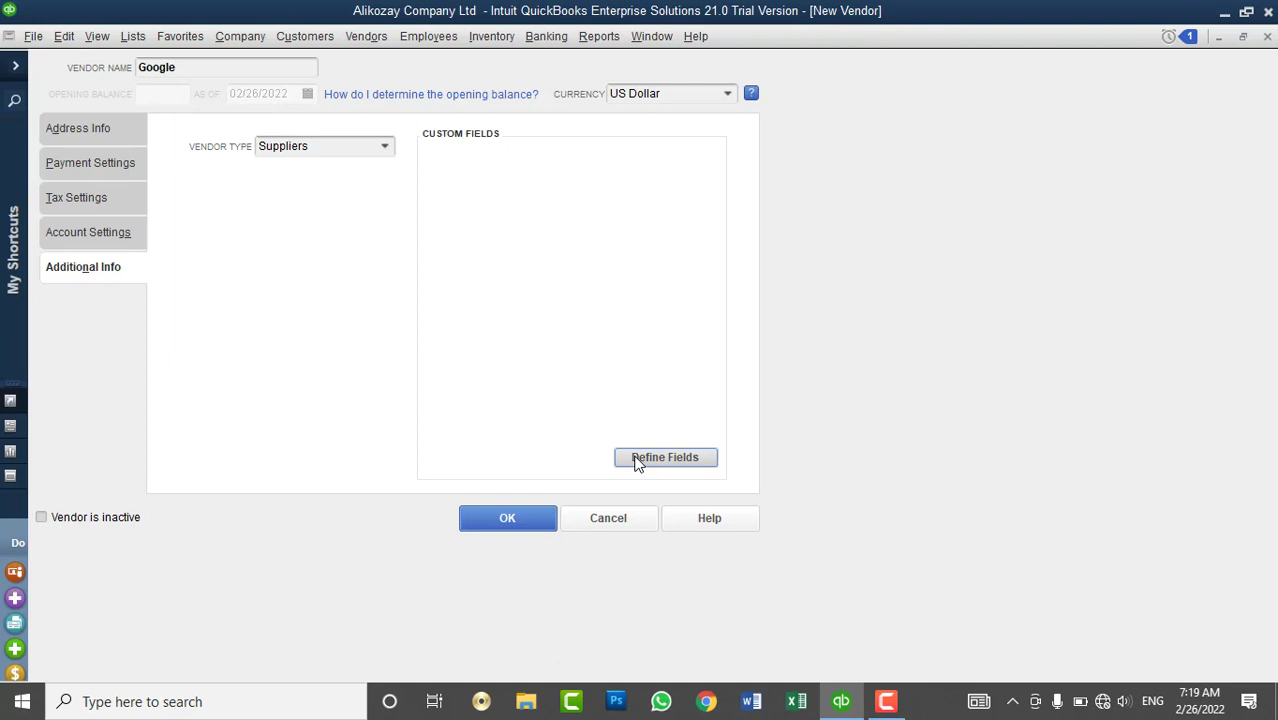 Alikozay Company Ltd - Intuit QuickBooks Enterprise Solutions 21.0 Trial Version - [New Vendor]
File Edit View Lists Favorites Company Customers Vendors Employees Inventory Banking Reports Window Help 1
VENDOR NAME Google
OPENING BALANCE AS OF 02/26/2022 How do I determine the opening balance? CURRENCY US Dollar ?
Address Info
Payment Settings
Tax Settings
Account Settings
Additional Info
VENDOR TYPE Suppliers
CUSTOM FIELDS
Define Fields
Vendor is inactive
OK Cancel Help
My Shortcuts
Do
Type here to search
ENG
7:19 AM
2/26/2022